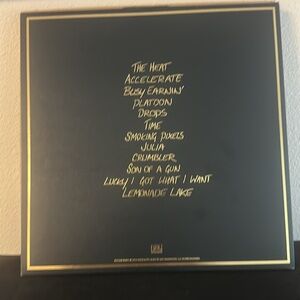 THE HEAT
ACCELERATE
BUSY EARNIN'
PLATOON
DROPS
TIME
SMOKING PIXELS
JULIA
CRUMBLER
SON OF A GUN
LUCKY I GOT WHAT I WANT
LEMONADE LAKE